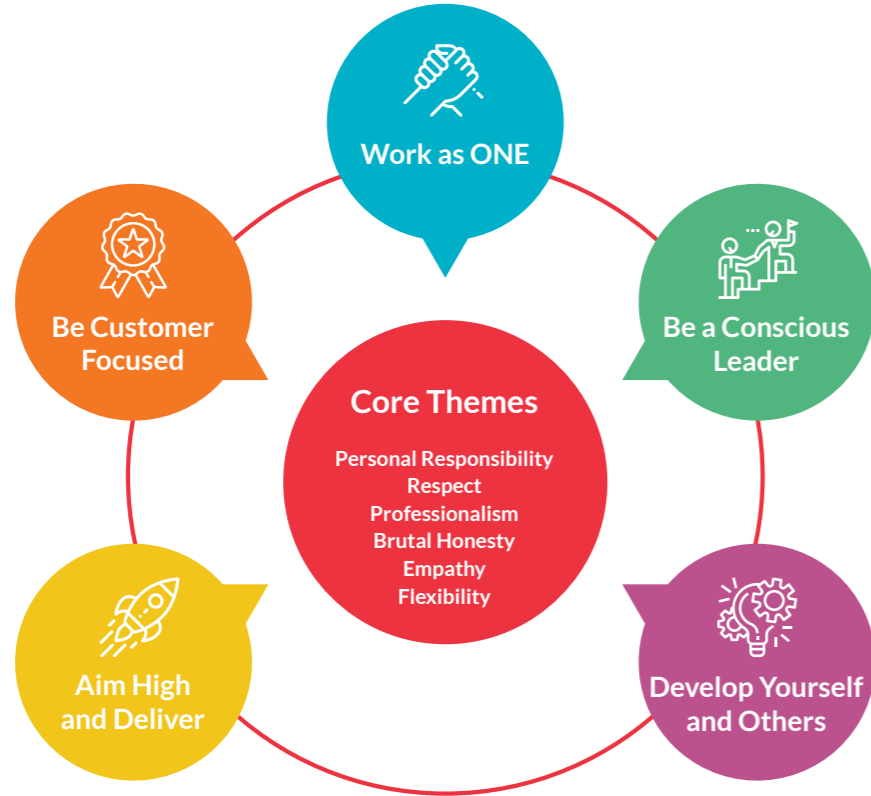 Work as ONE
Be Customer
Focused
Be a Conscious
Leader
Core Themes
Personal Responsibility
Respect
Professionalism
Brutal Honesty
Empathy
Flexibility
Aim High
and Deliver
Develop Yourself
and Others